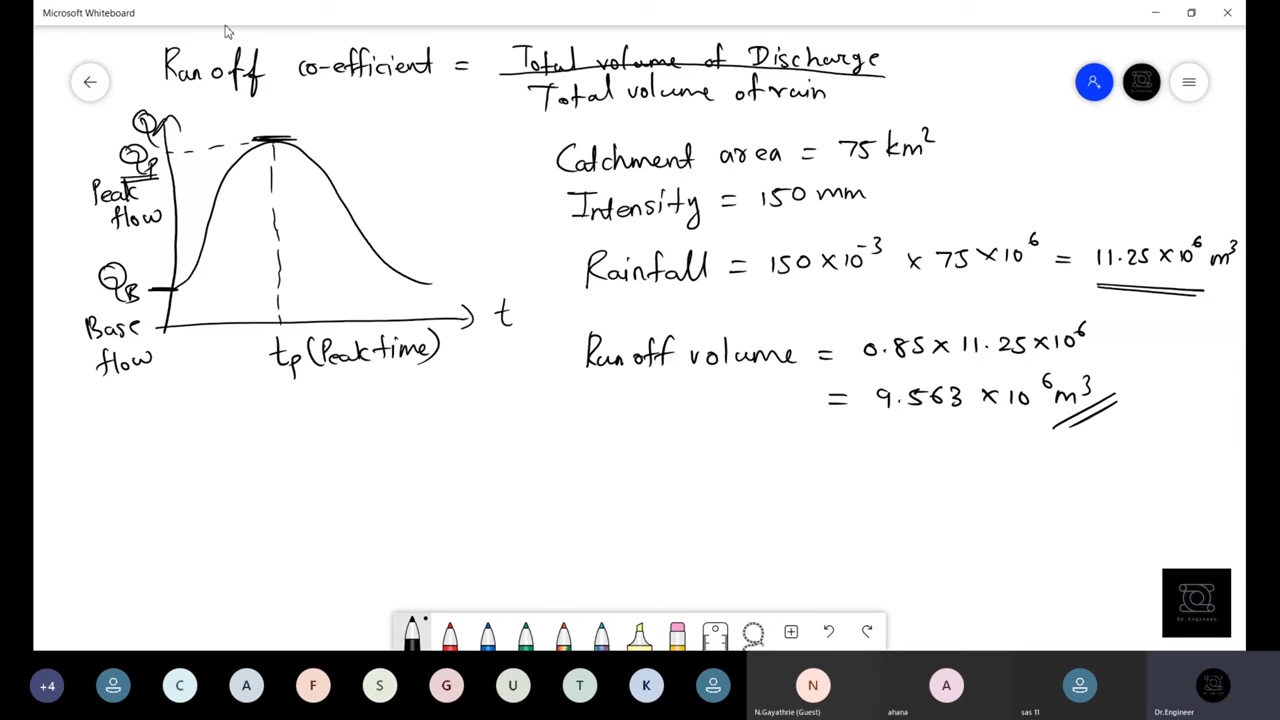 Microsoft Whiteboard
Run off co-efficient = Total volume of Discharge
Total volume of rain
Q
Qp
Peak flow
QB
Base flow
t
tp (Peak time)
Catchment area = 75 km²
Intensity = 150 mm
Rainfall = 150 × 10⁻³ × 75 × 10⁶ = 11.25 × 10⁶ m³
Run off volume = 0.85 × 11.25 × 10⁶
= 9.563 × 10⁶ m³
Dr.Engineer
+4
C
A
F
S
G
U
T
K
N
N.Gayathrie (Guest)
A
ahana
sas 11
Dr.Engineer